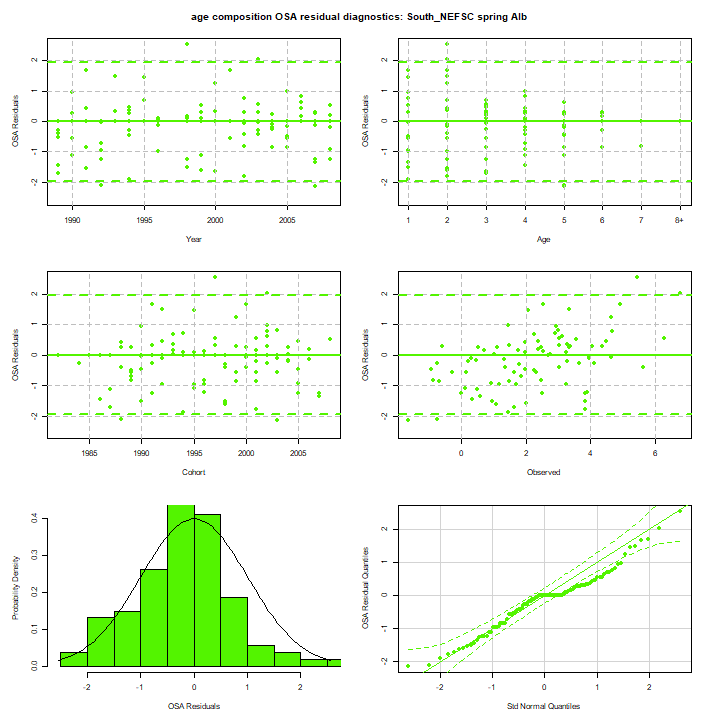 age composition OSA residual diagnostics: South_NEFSC spring Alb
OSA Residuals
2
1
0
-1
-2
1990 1995 2000 2005
Year
OSA Residuals
2
1
0
-1
-2
1 2 3 4 5 6 7 8+
Age
OSA Residuals
2
1
0
-1
-2
1985 1990 1995 2000 2005
Cohort
OSA Residuals
2
1
0
-1
-2
0 2 4 6
Observed
Probability Density
0.4
0.3
0.2
0.1
0.0
-2 -1 0 1 2
OSA Residuals
OSA Residual Quantiles
2
1
0
-1
-2
-2 -1 0 1 2
Std Normal Quantiles